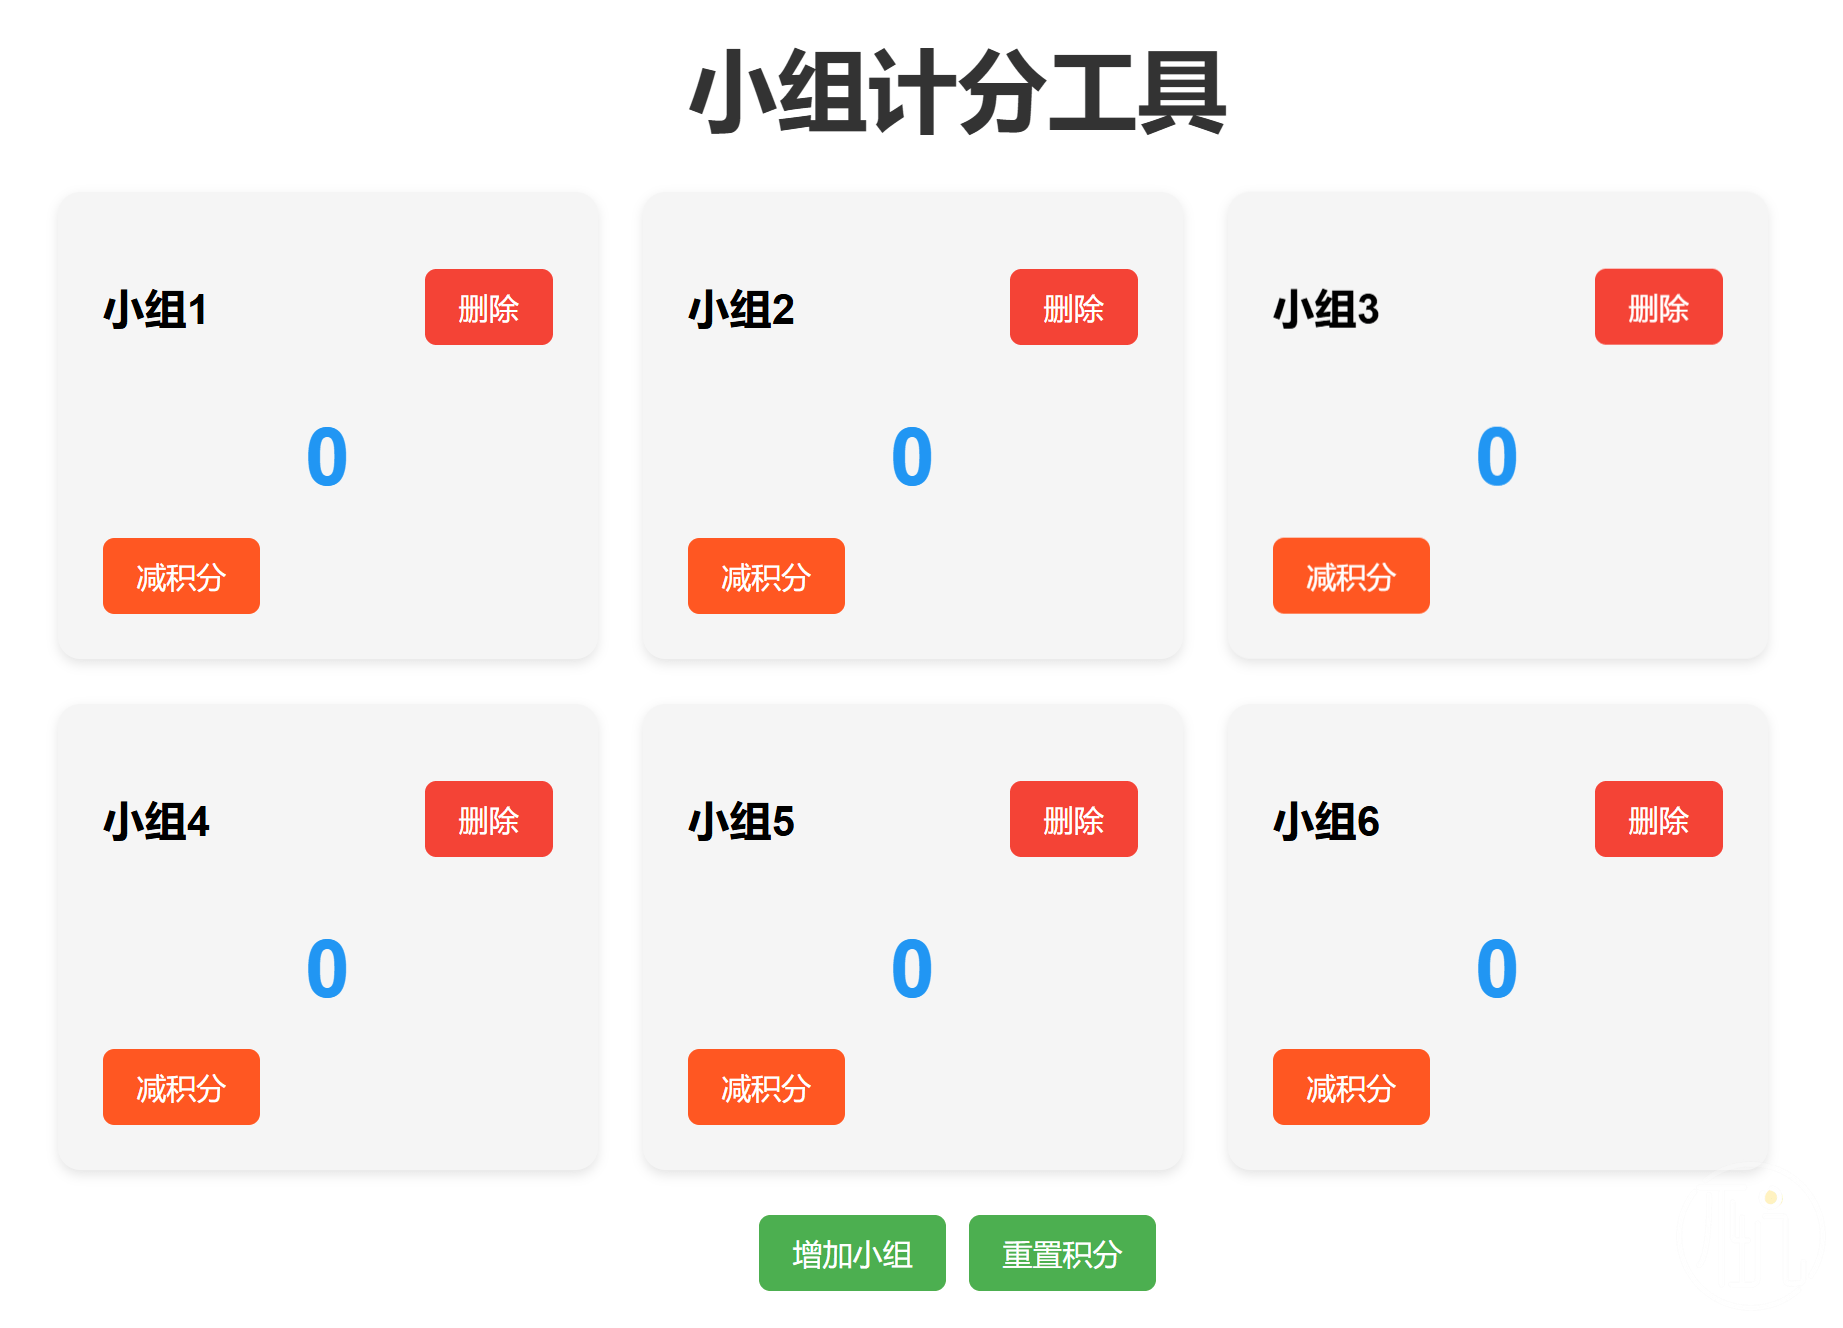 小组计分工具
小组1 删除
0
减积分
小组2 删除
0
减积分
小组3 删除
0
减积分
小组4 删除
0
减积分
小组5 删除
0
减积分
小组6 删除
0
减积分
增加小组 重置积分